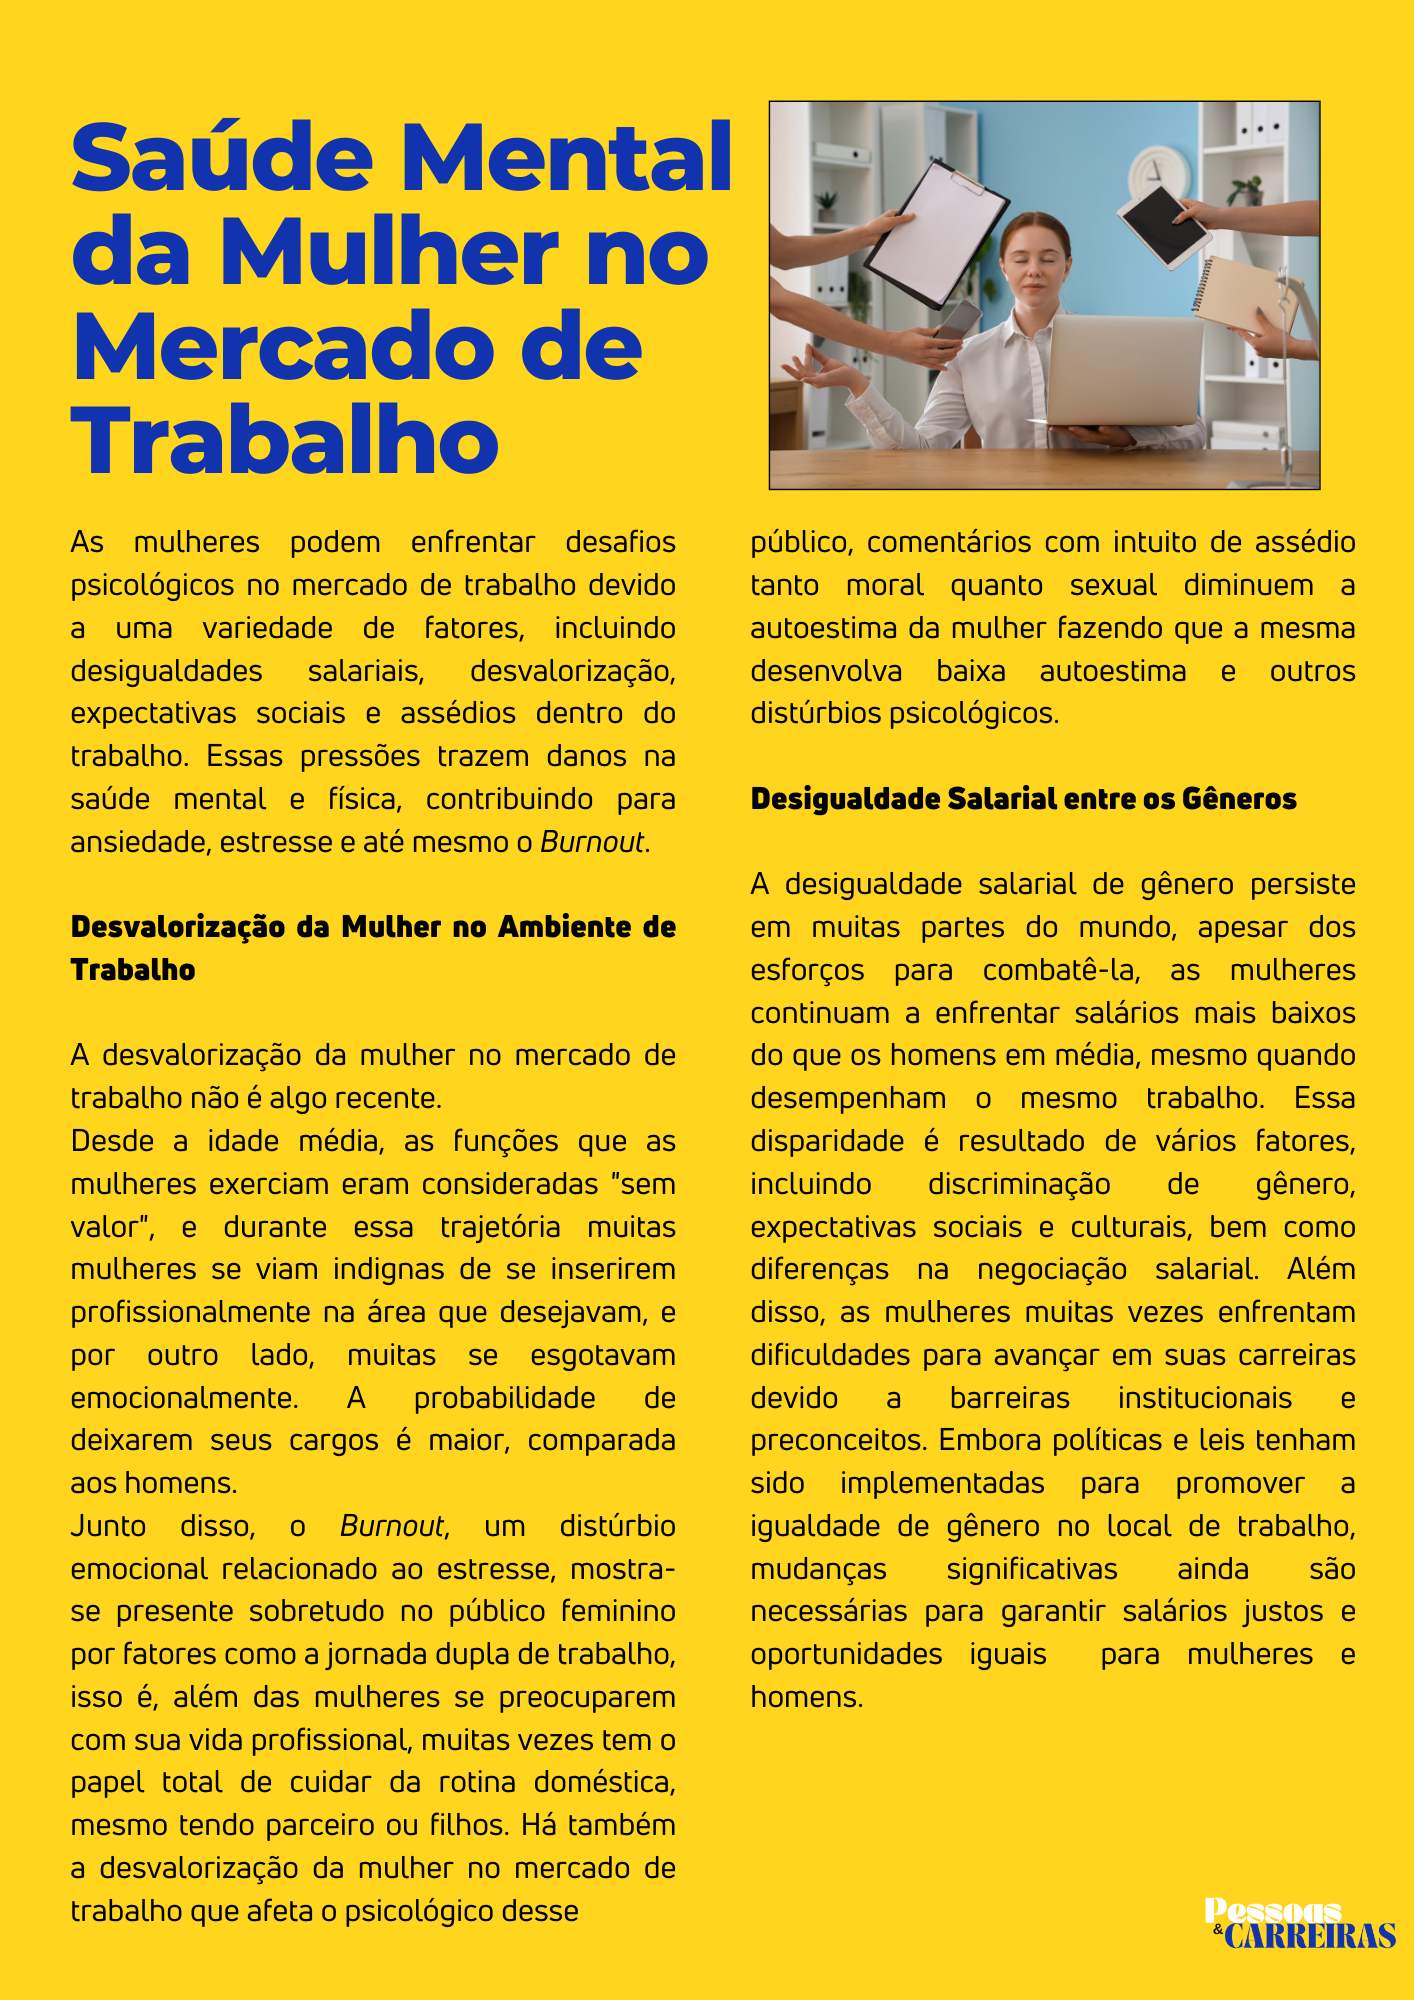 Saúde Mental
da Mulher no
Mercado de
Trabalho
As mulheres podem enfrentar desafios
psicológicos no mercado de trabalho devido
a uma variedade de fatores, incluindo
desigualdades salariais, desvalorização,
expectativas sociais e assédios dentro do
trabalho. Essas pressões trazem danos na
saúde mental e física, contribuindo para
ansiedade, estresse e até mesmo o Burnout.
Desvalorização da Mulher no Ambiente de
Trabalho
A desvalorização da mulher no mercado de
trabalho não é algo recente.
Desde a idade média, as funções que as
mulheres exerciam eram consideradas "sem
valor", e durante essa trajetória muitas
mulheres se viam indignas de se inserirem
profissionalmente na área que desejavam, e
por outro lado, muitas se esgotavam
emocionalmente. A probabilidade de
deixarem seus cargos é maior, comparada
aos homens.
Junto disso, o Burnout, um distúrbio
emocional relacionado ao estresse, mostra-
se presente sobretudo no público feminino
por fatores como a jornada dupla de trabalho,
isso é, além das mulheres se preocuparem
com sua vida profissional, muitas vezes tem o
papel total de cuidar da rotina doméstica,
mesmo tendo parceiro ou filhos. Há também
a desvalorização da mulher no mercado de
trabalho que afeta o psicológico desse
público, comentários com intuito de assédio
tanto moral quanto sexual diminuem a
autoestima da mulher fazendo que a mesma
desenvolva baixa autoestima e outros
distúrbios psicológicos.
Desigualdade Salarial entre os Gêneros
A desigualdade salarial de gênero persiste
em muitas partes do mundo, apesar dos
esforços para combatê-la, as mulheres
continuam a enfrentar salários mais baixos
do que os homens em média, mesmo quando
desempenham o mesmo trabalho. Essa
disparidade é resultado de vários fatores,
incluindo discriminação de gênero,
expectativas sociais e culturais, bem como
diferenças na negociação salarial. Além
disso, as mulheres muitas vezes enfrentam
dificuldades para avançar em suas carreiras
devido a barreiras institucionais e
preconceitos. Embora políticas e leis tenham
sido implementadas para promover a
igualdade de gênero no local de trabalho,
mudanças significativas ainda são
necessárias para garantir salários justos e
oportunidades iguais para mulheres e
homens.
Pessoas
&CARREIRAS